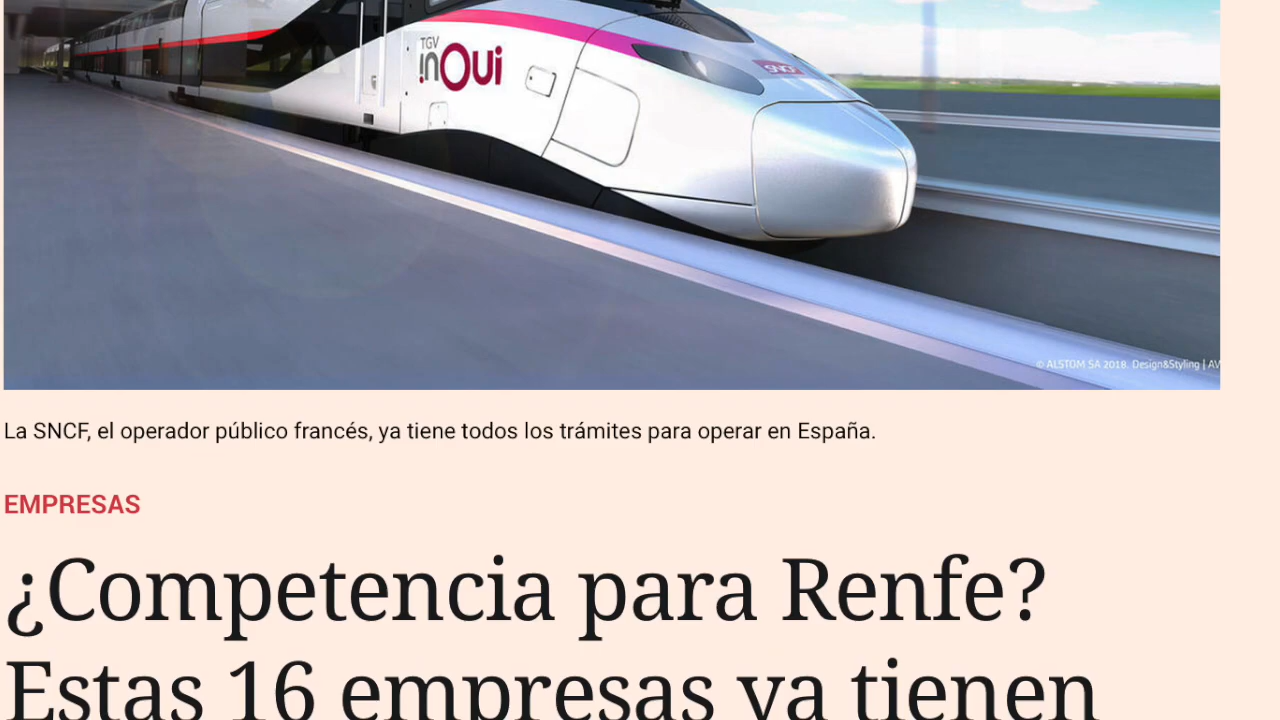 TGV
inOui
SNCF
© ALSTOM SA 2018. Design&Styling | AV
La SNCF, el operador público francés, ya tiene todos los trámites para operar en España.
EMPRESAS
¿Competencia para Renfe?
Estas 16 empresas ya tienen